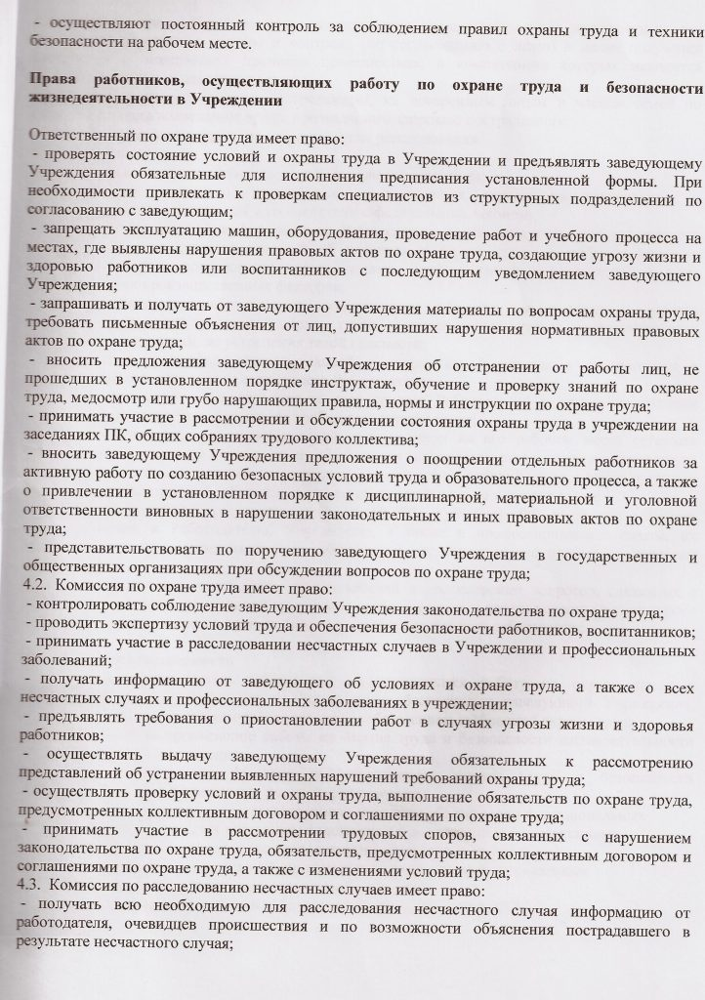 - осуществляют постоянный контроль за соблюдением правил охраны труда и техники
безопасности на рабочем месте.
Права работников, осуществляющих работу по охране труда и безопасности
жизнедеятельности в Учреждении
Ответственный по охране труда имеет право:
- проверять состояние условий и охраны труда в Учреждении и предъявлять заведующему
Учреждения обязательные для исполнения предписания установленной формы. При
необходимости привлекать к проверкам специалистов из структурных подразделений по
согласованию с заведующим;
- запрещать эксплуатацию машин, оборудования, проведение работ и учебного процесса на
местах, где выявлены нарушения правовых актов по охране труда, создающие угрозу жизни и
здоровью работников или воспитанников с последующим уведомлением заведующего
Учреждения;
- запрашивать и получать от заведующего Учреждения материалы по вопросам охраны труда,
требовать письменные объяснения от лиц, допустивших нарушения нормативных правовых
актов по охране труда;
- вносить предложения заведующему Учреждения об отстранении от работы лиц, не
прошедших в установленном порядке инструктаж, обучение и проверку знаний по охране
труда, медосмотр или грубо нарушающих правила, нормы и инструкции по охране труда;
- принимать участие в рассмотрении и обсуждении состояния охраны труда в учреждении на
заседаниях ПК, общих собраниях трудового коллектива;
- вносить заведующему Учреждения предложения о поощрении отдельных работников за
активную работу по созданию безопасных условий труда и образовательного процесса, а также
о привлечении в установленном порядке к дисциплинарной, материальной и уголовной
ответственности виновных в нарушении законодательных и иных правовых актов по охране
труда;
- представительствовать по поручению заведующего Учреждения в государственных и
общественных организациях при обсуждении вопросов по охране труда;
4.2. Комиссия по охране труда имеет право:
- контролировать соблюдение заведующим Учреждения законодательства по охране труда;
- проводить экспертизу условий труда и обеспечения безопасности работников, воспитанников;
- принимать участие в расследовании несчастных случаев в Учреждении и профессиональных
заболеваний;
- получать информацию от заведующего об условиях и охране труда, а также о всех
несчастных случаях и профессиональных заболеваниях в учреждении;
- предъявлять требования о приостановлении работ в случаях угрозы жизни и здоровья
работников;
- осуществлять выдачу заведующему Учреждения обязательных к рассмотрению
представлений об устранении выявленных нарушений требований охраны труда;
- осуществлять проверку условий и охраны труда, выполнение обязательств по охране труда,
предусмотренных коллективным договором и соглашениями по охране труда;
- принимать участие в рассмотрении трудовых споров, связанных с нарушением
законодательства по охране труда, обязательств, предусмотренных коллективным договором и
соглашениями по охране труда, а также с изменениями условий труда;
4.3. Комиссия по расследованию несчастных случаев имеет право:
- получать всю необходимую для расследования несчастного случая информацию от
работодателя, очевидцев происшествия и по возможности объяснения пострадавшего в
результате несчастного случая;